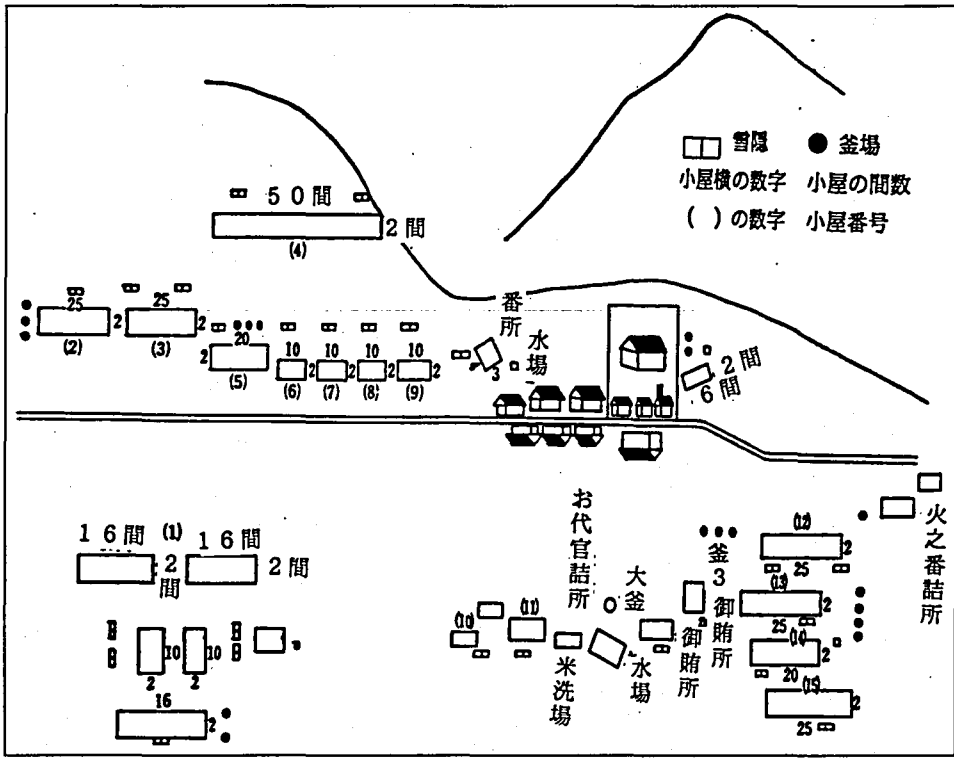 雪隠 釜場
小屋横の数字 小屋の間数
( )の数字 小屋番号
50間
2間
(4)
25
(2)
2
25
2
(3)
20
2
(5)
10
2
(6)
10
2
(7)
10
2
(8)
10
2
(9)
番所
3
水場
2間
6間
16間 (1) 16間
2間
2間
10
2
10
2
16
2
お代官詰所
(10)
(11)
米洗場
大釜
水場
御賄所
釜3
御賄所
(12)
2
25
(13)
2
25
(14)
2
20
(15)
2
25
火之番詰所